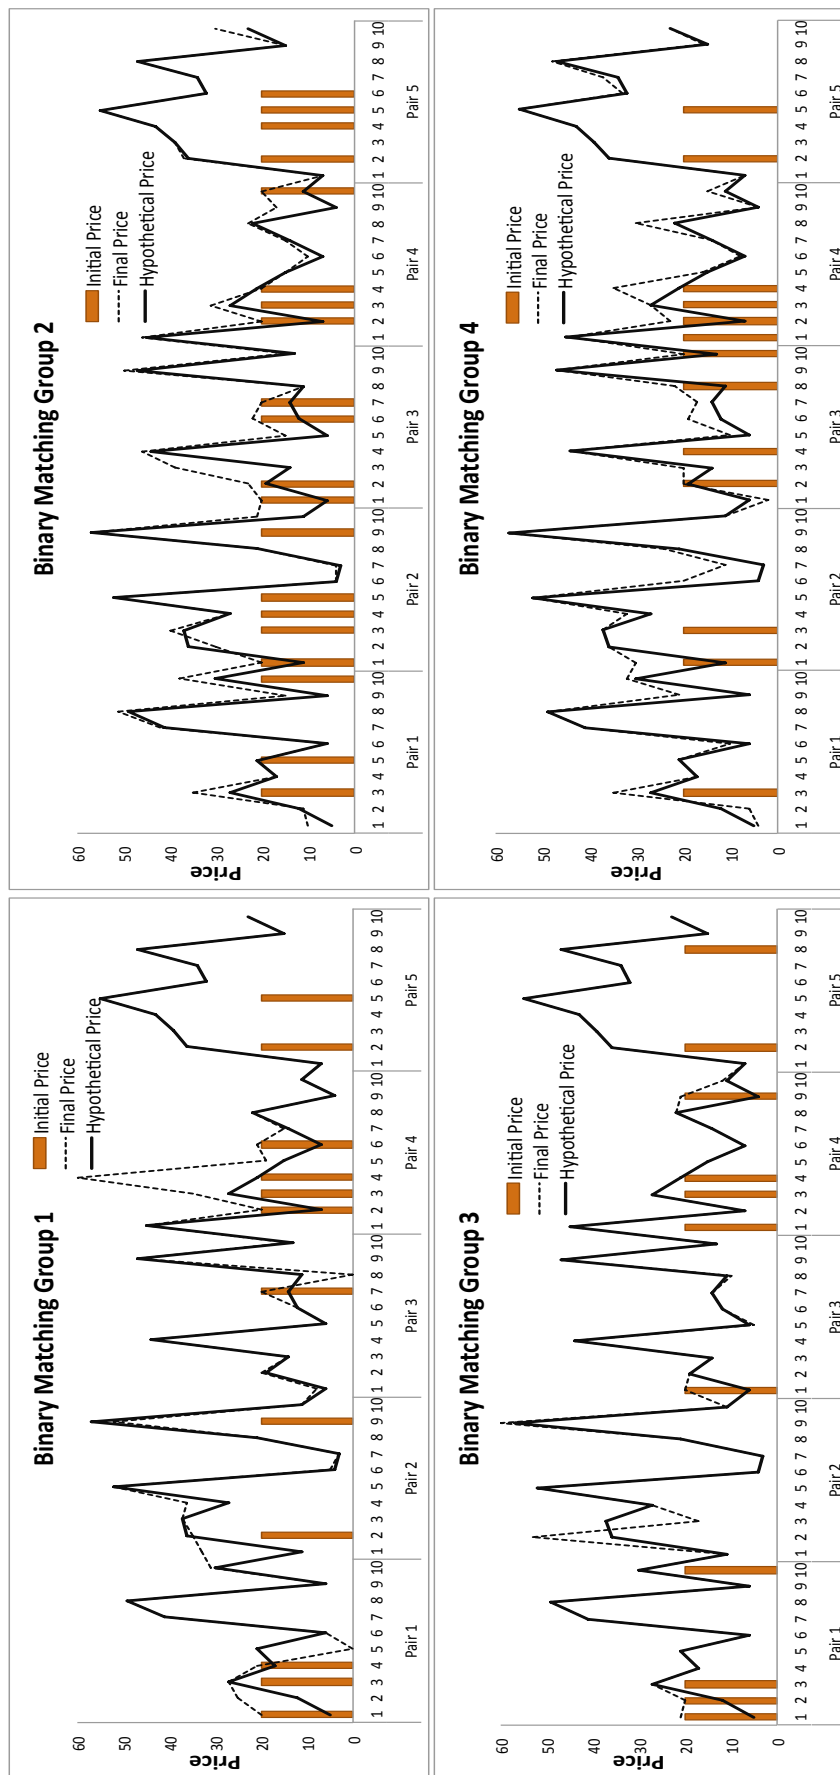 Binary Matching Group 1
Initial Price
Final Price
Hypothetical Price
60
50
40
30
20
10
0
Price
1 2 3 4 5 6 7 8 9 10 1 2 3 4 5 6 7 8 9 10 1 2 3 4 5 6 7 8 9 10 1 2 3 4 5 6 7 8 9 10 1 2 3 4 5 6 7 8 9 10
Pair 1 Pair 2 Pair 3 Pair 4 Pair 5
Binary Matching Group 2
Initial Price
Final Price
Hypothetical Price
60
50
40
30
20
10
0
Price
1 2 3 4 5 6 7 8 9 10 1 2 3 4 5 6 7 8 9 10 1 2 3 4 5 6 7 8 9 10 1 2 3 4 5 6 7 8 9 10 1 2 3 4 5 6 7 8 9 10
Pair 1 Pair 2 Pair 3 Pair 4 Pair 5
Binary Matching Group 3
Initial Price
Final Price
Hypothetical Price
60
50
40
30
20
10
0
Price
1 2 3 4 5 6 7 8 9 10 1 2 3 4 5 6 7 8 9 10 1 2 3 4 5 6 7 8 9 10 1 2 3 4 5 6 7 8 9 10 1 2 3 4 5 6 7 8 9 10
Pair 1 Pair 2 Pair 3 Pair 4 Pair 5
Binary Matching Group 4
Initial Price
Final Price
Hypothetical Price
60
50
40
30
20
10
0
Price
1 2 3 4 5 6 7 8 9 10 1 2 3 4 5 6 7 8 9 10 1 2 3 4 5 6 7 8 9 10 1 2 3 4 5 6 7 8 9 10 1 2 3 4 5 6 7 8 9 10
Pair 1 Pair 2 Pair 3 Pair 4 Pair 5